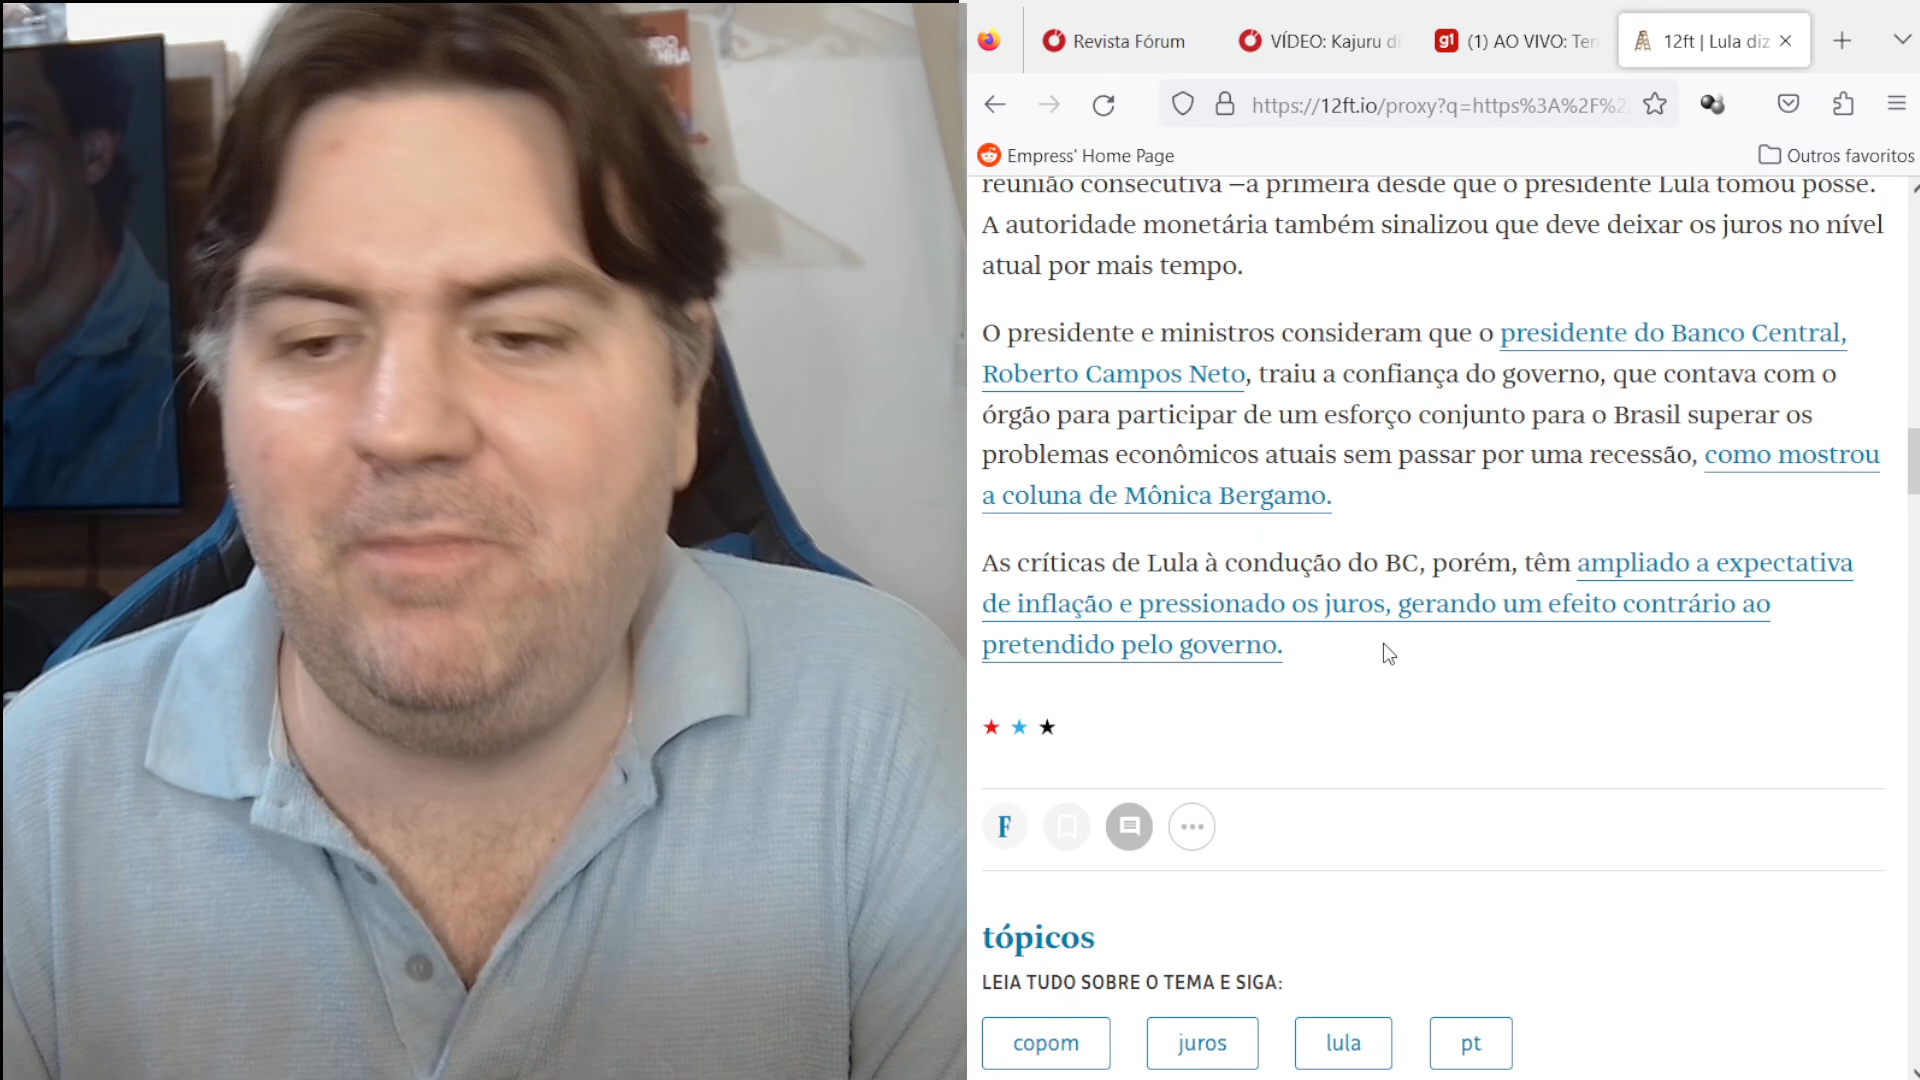 Revista Fórum
VÍDEO: Kajuru di
(1) AO VIVO: Ten
12ft | Lula diz
https://12ft.io/proxy?q=https%3A%2F%2
Empress' Home Page
Outros favoritos
reunião consecutiva –a primeira desde que o presidente Lula tomou posse.
A autoridade monetária também sinalizou que deve deixar os juros no nível
atual por mais tempo.
O presidente e ministros consideram que o presidente do Banco Central,
Roberto Campos Neto, traiu a confiança do governo, que contava com o
órgão para participar de um esforço conjunto para o Brasil superar os
problemas econômicos atuais sem passar por uma recessão, como mostrou
a coluna de Mônica Bergamo.
As críticas de Lula à condução do BC, porém, têm ampliado a expectativa
de inflação e pressionado os juros, gerando um efeito contrário ao
pretendido pelo governo.
F
tópicos
LEIA TUDO SOBRE O TEMA E SIGA:
copom
juros
lula
pt